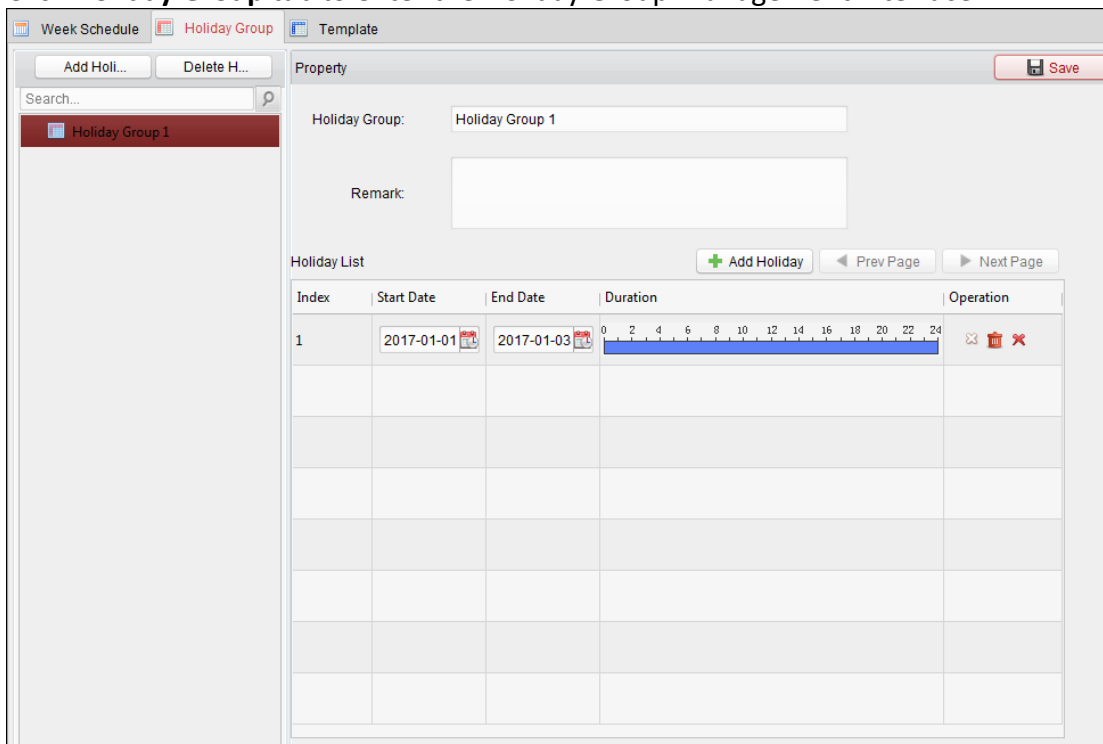 Week Schedule Holiday Group Template
Add Holi... Delete H... Property Save
Search...
Holiday Group 1
Holiday Group: Holiday Group 1
Remark:
Holiday List Add Holiday Prev Page Next Page
Index Start Date End Date Duration Operation
0 2 4 6 8 10 12 14 16 18 20 22 24
1 2017-01-01 2017-01-03